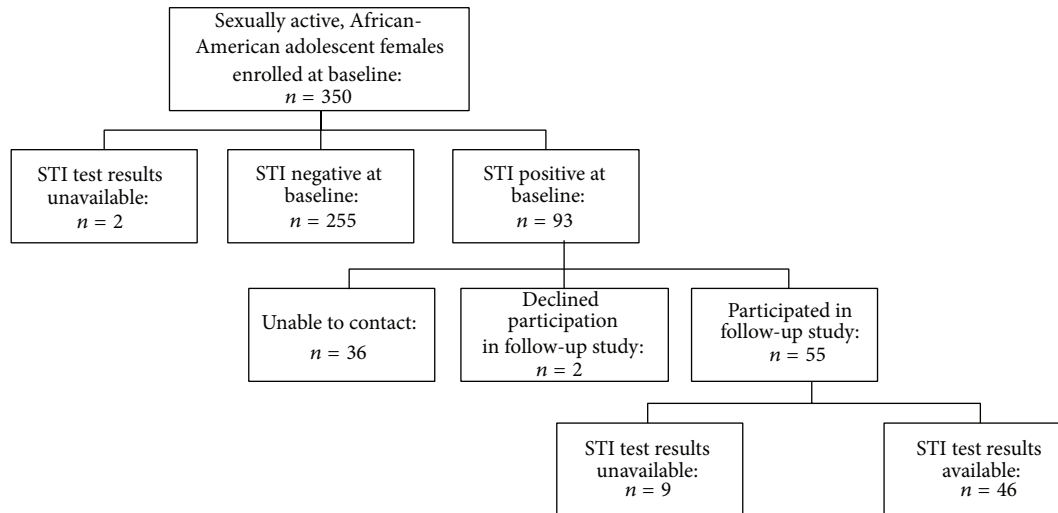 Sexually active, African-
American adolescent females
enrolled at baseline:
n = 350
STI test results
unavailable:
n = 2
STI negative at
baseline:
n = 255
STI positive at
baseline:
n = 93
Unable to contact:
n = 36
Declined
participation
in follow-up study:
n = 2
Participated in
follow-up study:
n = 55
STI test results
unavailable:
n = 9
STI test results
available:
n = 46